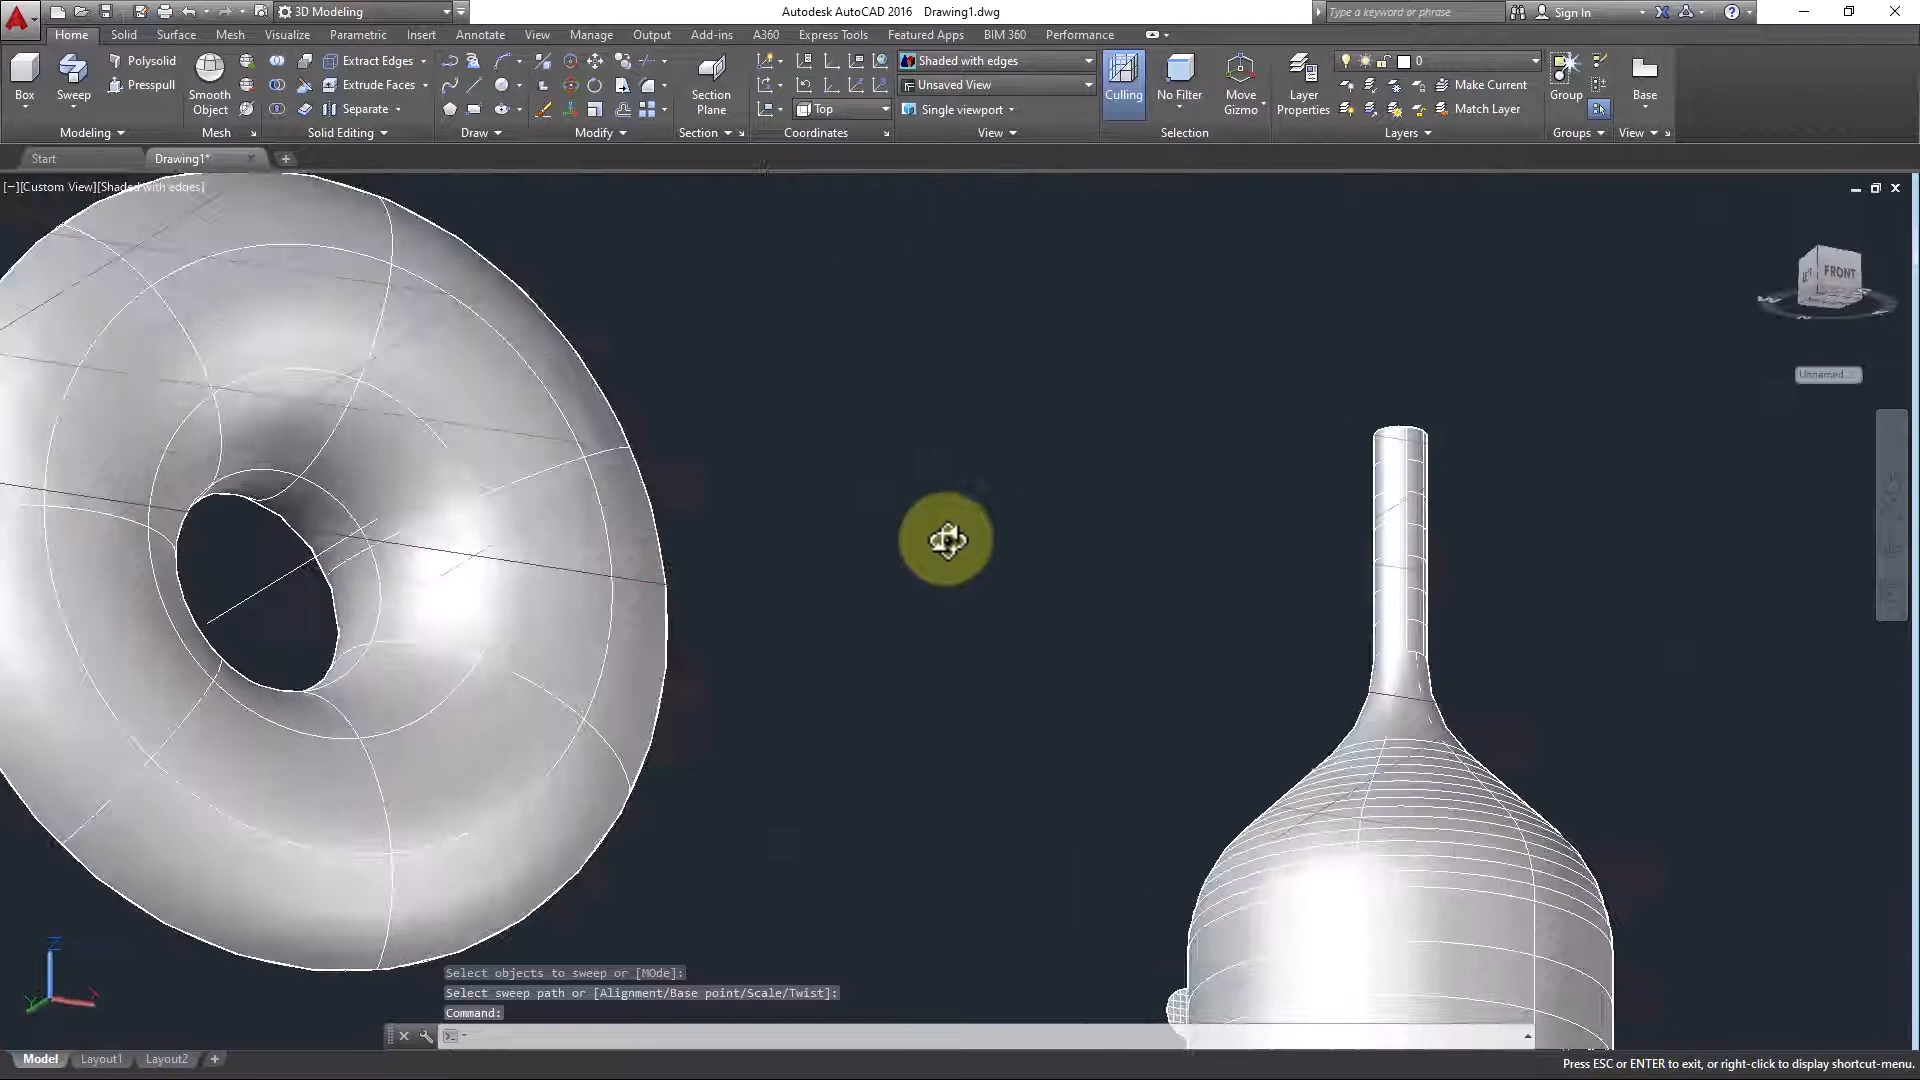 3D Modeling
Autodesk AutoCAD 2016 Drawing1.dwg
Type a keyword or phrase
Sign In
Home Solid Surface Mesh Visualize Parametric Insert Annotate View Manage Output Add-ins A360 Express Tools Featured Apps BIM 360 Performance
Box
Sweep
Polysolid
Presspull
Modeling
Smooth
Object
Mesh
Extract Edges
Extrude Faces
Separate
Solid Editing
Draw
Modify
Section
Plane
Section
Top
Coordinates
Shaded with edges
Unsaved View
Single viewport
View
Culling
No Filter
Move
Gizmo
Selection
Layer
Properties
0
Make Current
Match Layer
Layers
Group
Groups
Base
View
Start
Drawing1*
[−][Custom View][Shaded with edges]
FRONT
W
Unnamed
Z
Y
X
Select objects to sweep or [MOde]:
Select sweep path or [Alignment/Base point/Scale/Twist]:
Command:
Model Layout1 Layout2
Press ESC or ENTER to exit, or right-click to display shortcut-menu.